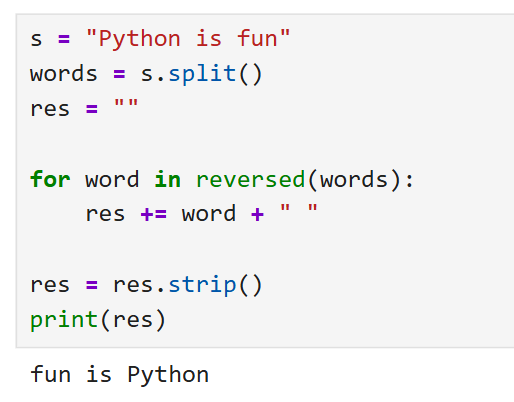 s = "Python is fun"
words = s.split()
res = ""
for word in reversed(words):
    res += word + " "
res = res.strip()
print(res)
fun is Python